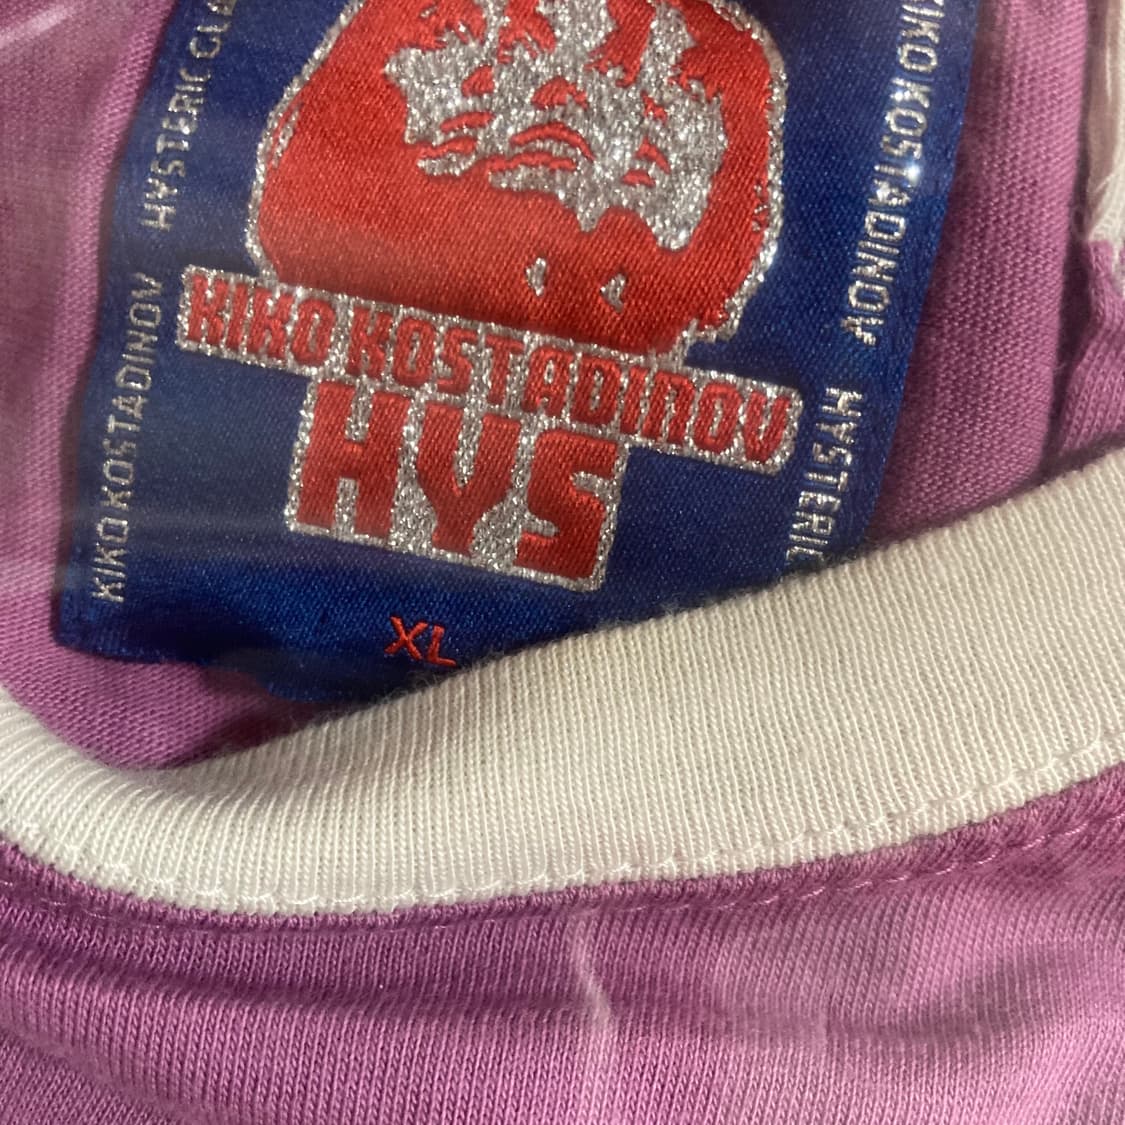 HYSTERIC GLA
KIKO KOSTADINOV
KIKO KOSTADINOV
HYS
XL
KIKO KOSTADINOV
HYSTERIC